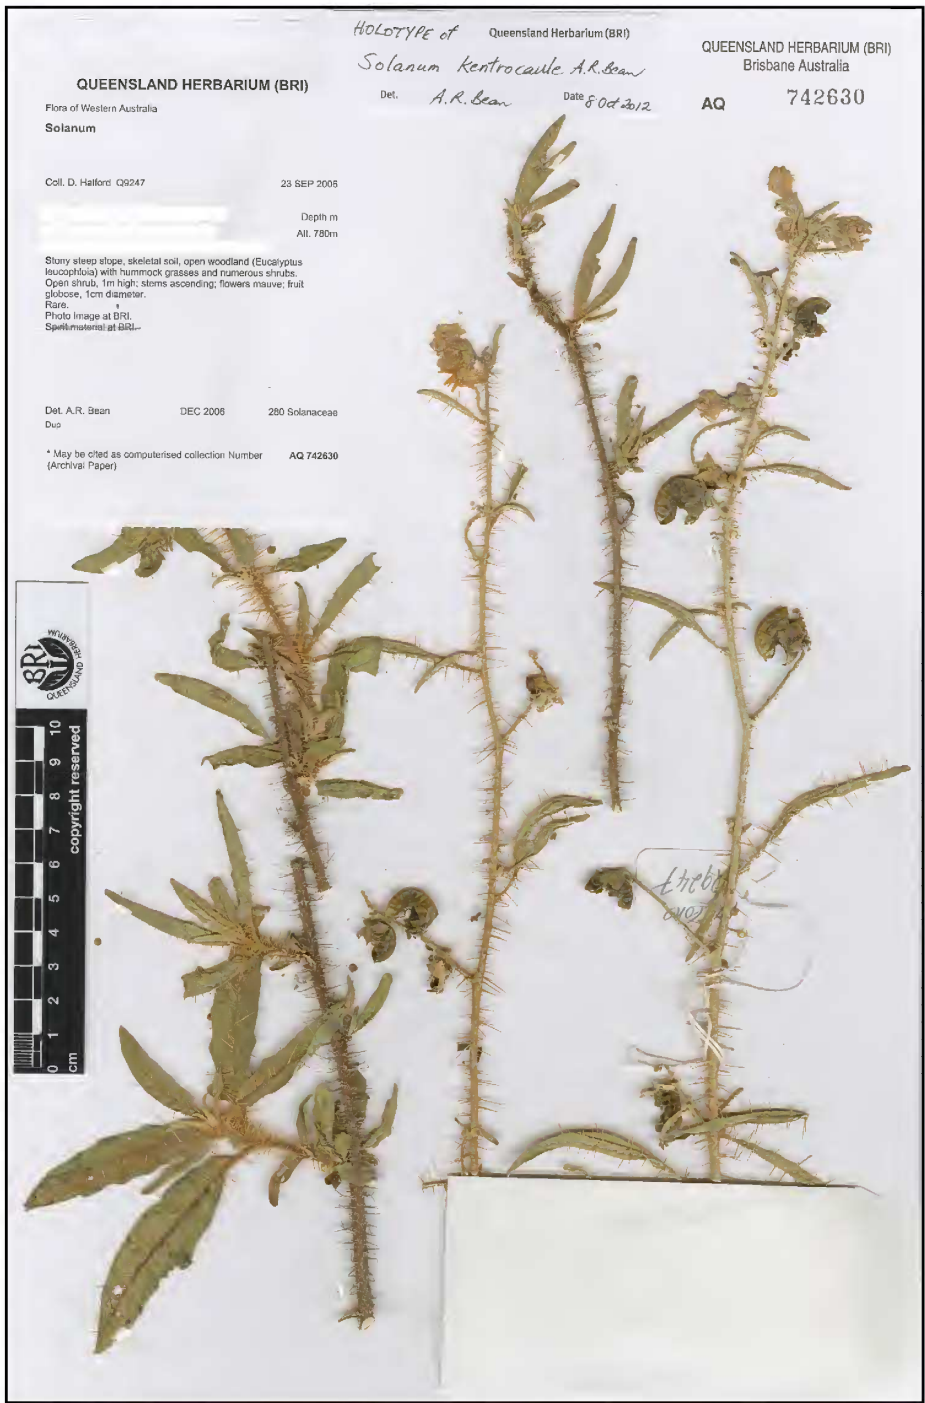 HOLOTYPE of Queensland Herbarium (BRI)
Solanum kentrocaule A.R.Bean
Det. A.R. Bean Date 8 Oct 2012
QUEENSLAND HERBARIUM (BRI)
Brisbane Australia
AQ 742630
QUEENSLAND HERBARIUM (BRI)
Flora of Western Australia
Solanum
Coll. D. Halford Q9247 23 SEP 2006
Depth m
Alt. 780m
Stony steep slope, skeletal soil, open woodland (Eucalyptus
leucophloia) with hummock grasses and numerous shrubs.
Open shrub, 1m high; stems ascending; flowers mauve; fruit
globose, 1cm diameter.
Rare.
Photo Image at BRI.
Spirit material at BRI.
Det. A.R. Bean DEC 2006 280 Solanaceae
Dup
* May be cited as computerised collection Number AQ 742630
(Archival Paper)
BRI
QUEENSLAND HERBARIUM
copyright reserved
10
9
8
7
6
5
4
3
2
1
0
cm
Q9247